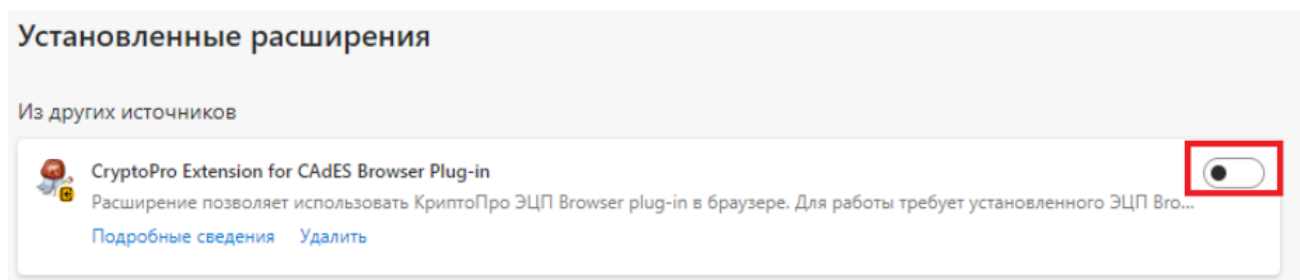 Установленные расширения
Из других источников
CryptoPro Extension for CAdES Browser Plug-in
Расширение позволяет использовать КриптоПро ЭЦП Browser plug-in в браузере. Для работы требует установленного ЭЦП Bro...
Подробные сведения Удалить